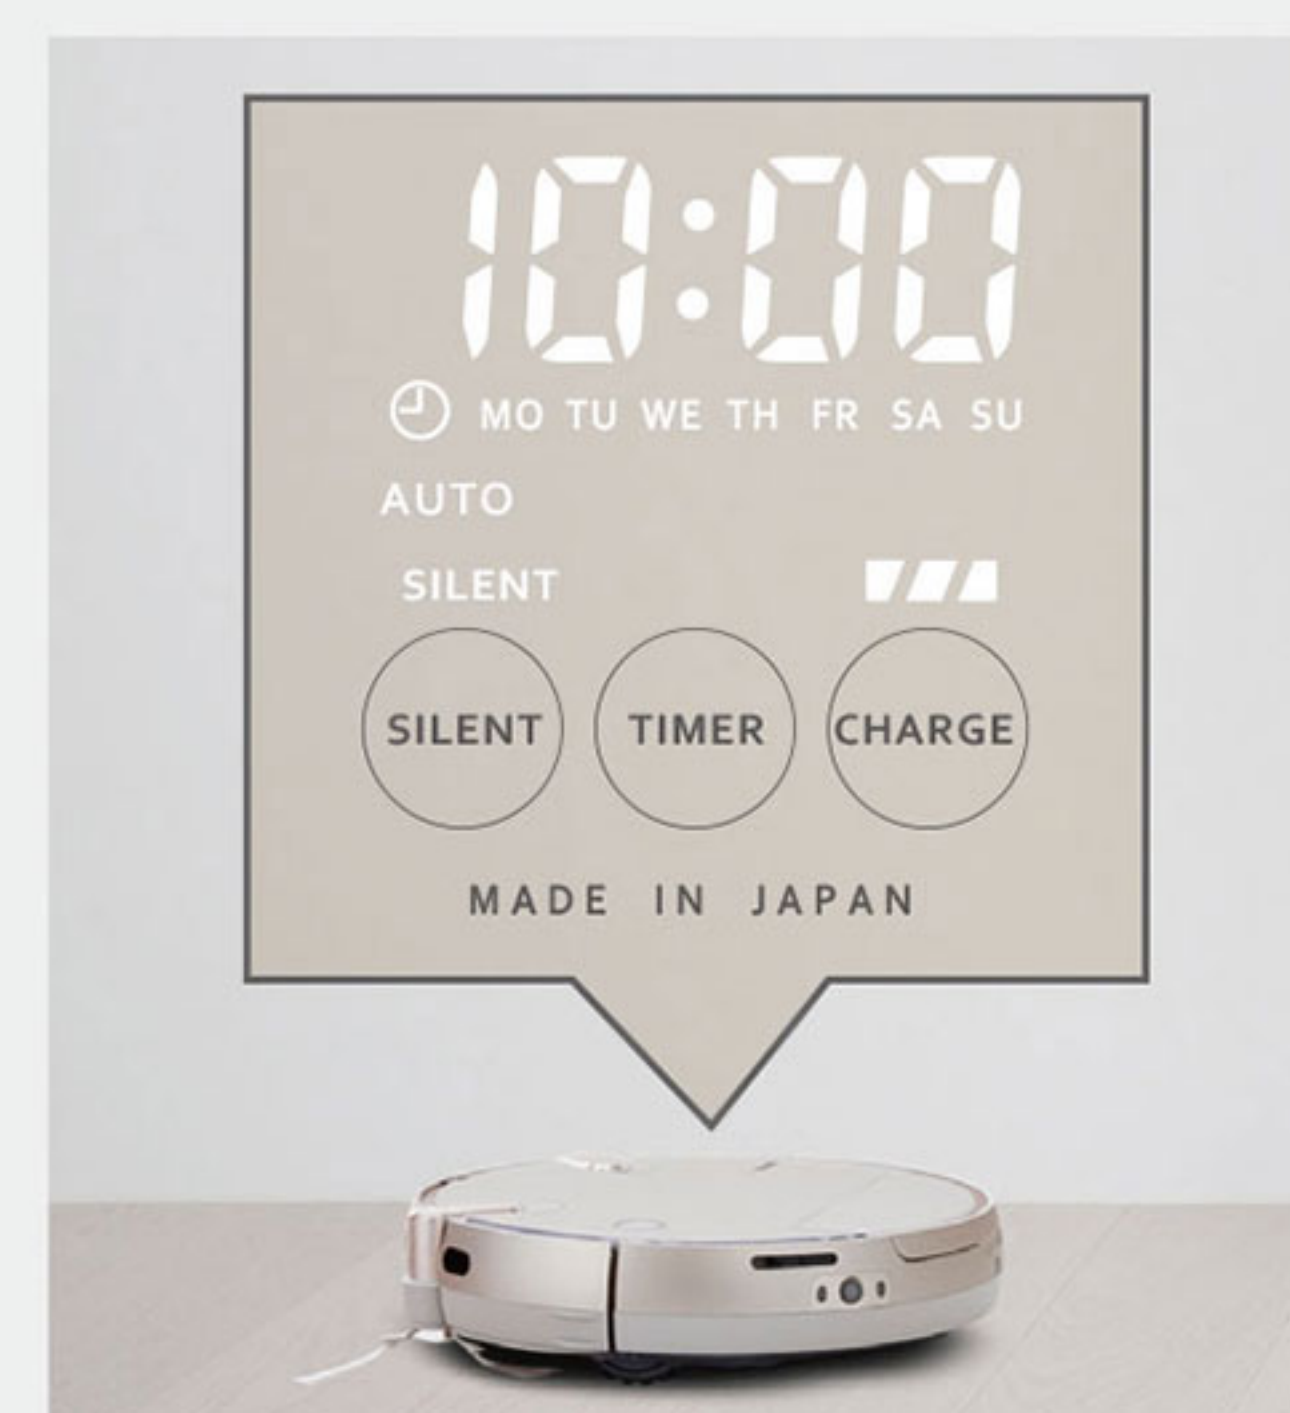 10:00
MO TU WE TH FR SA SU
AUTO
SILENT
SILENT TIMER CHARGE
MADE IN JAPAN